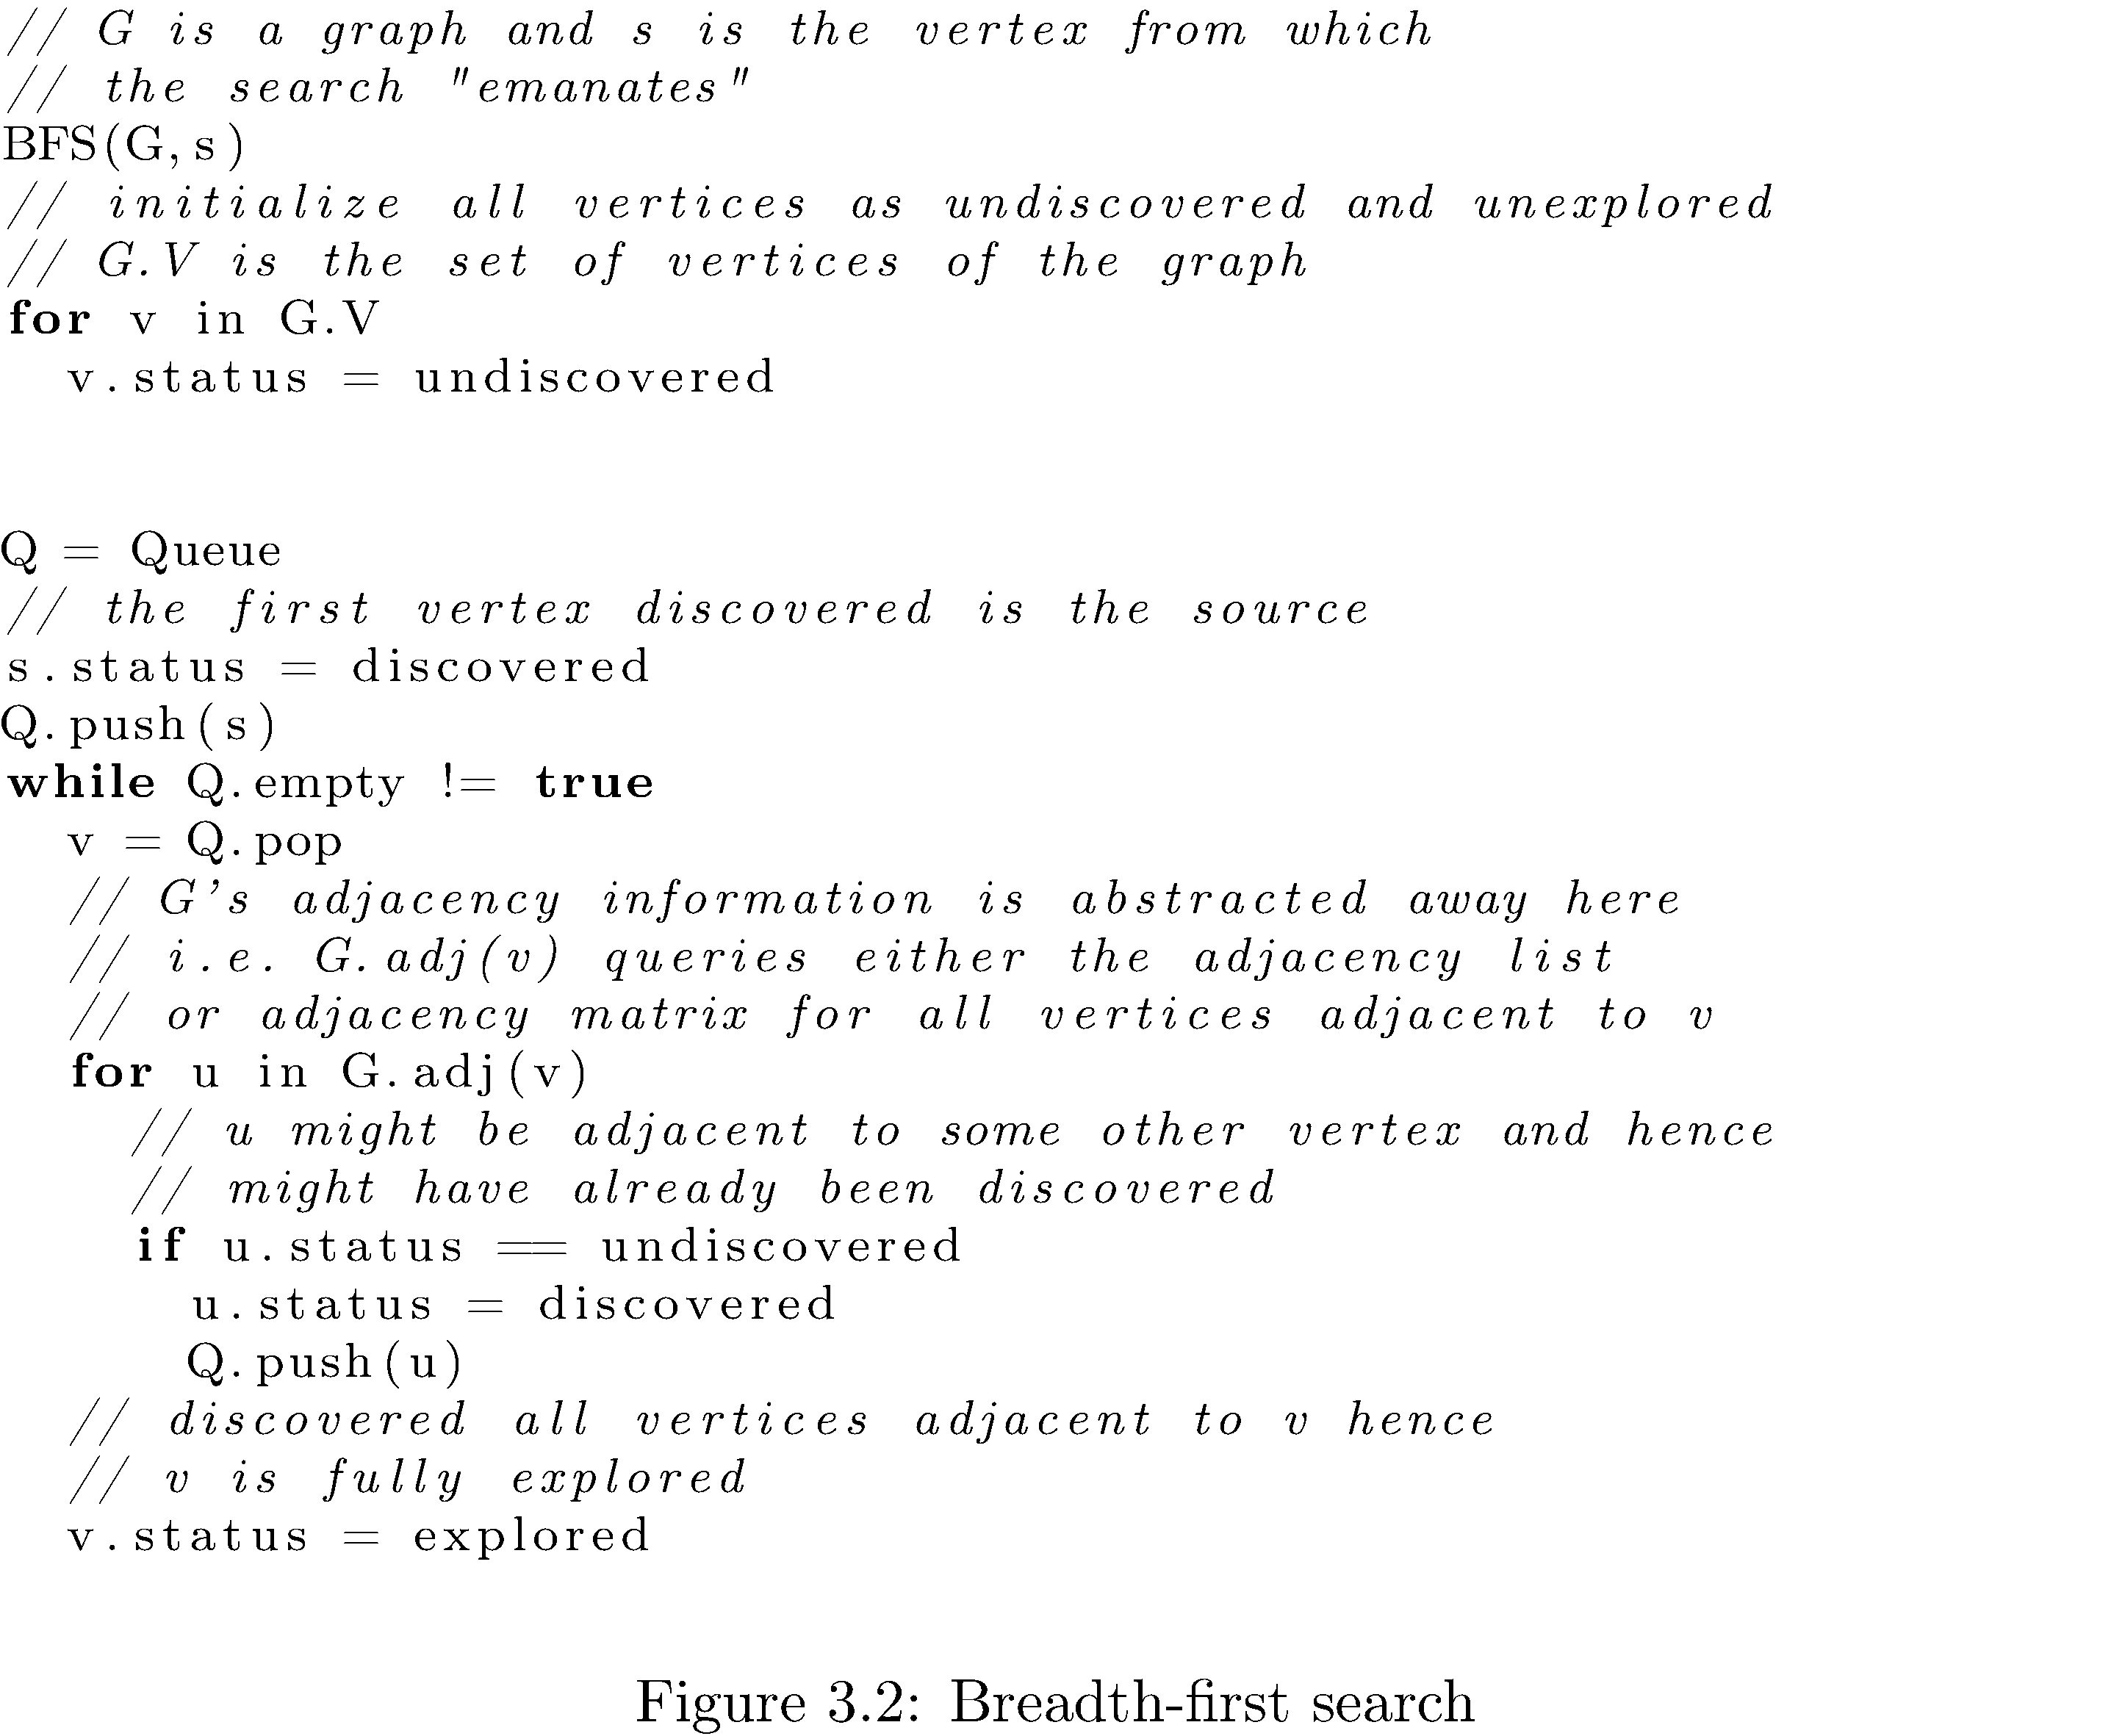 // G is a graph and s is the vertex from which
// the search "emanates"
BFS(G,s)
// initialize all vertices as undiscovered and unexplored
// G.V is the set of vertices of the graph
for v in G.V
v.status = undiscovered
Q = Queue
// the first vertex discovered is the source
s.status = discovered
Q.push(s)
while Q.empty != true
v = Q.pop
// G's adjacency information is abstracted away here
// i.e. G.adj(v) queries either the adjacency list
// or adjacency matrix for all vertices adjacent to v
for u in G.adj(v)
// u might be adjacent to some other vertex and hence
// might have already been discovered
if u.status == undiscovered
u.status = discovered
Q.push(u)
// discovered all vertices adjacent to v hence
// v is fully explored
v.status = explored
Figure 3.2: Breadth-first search